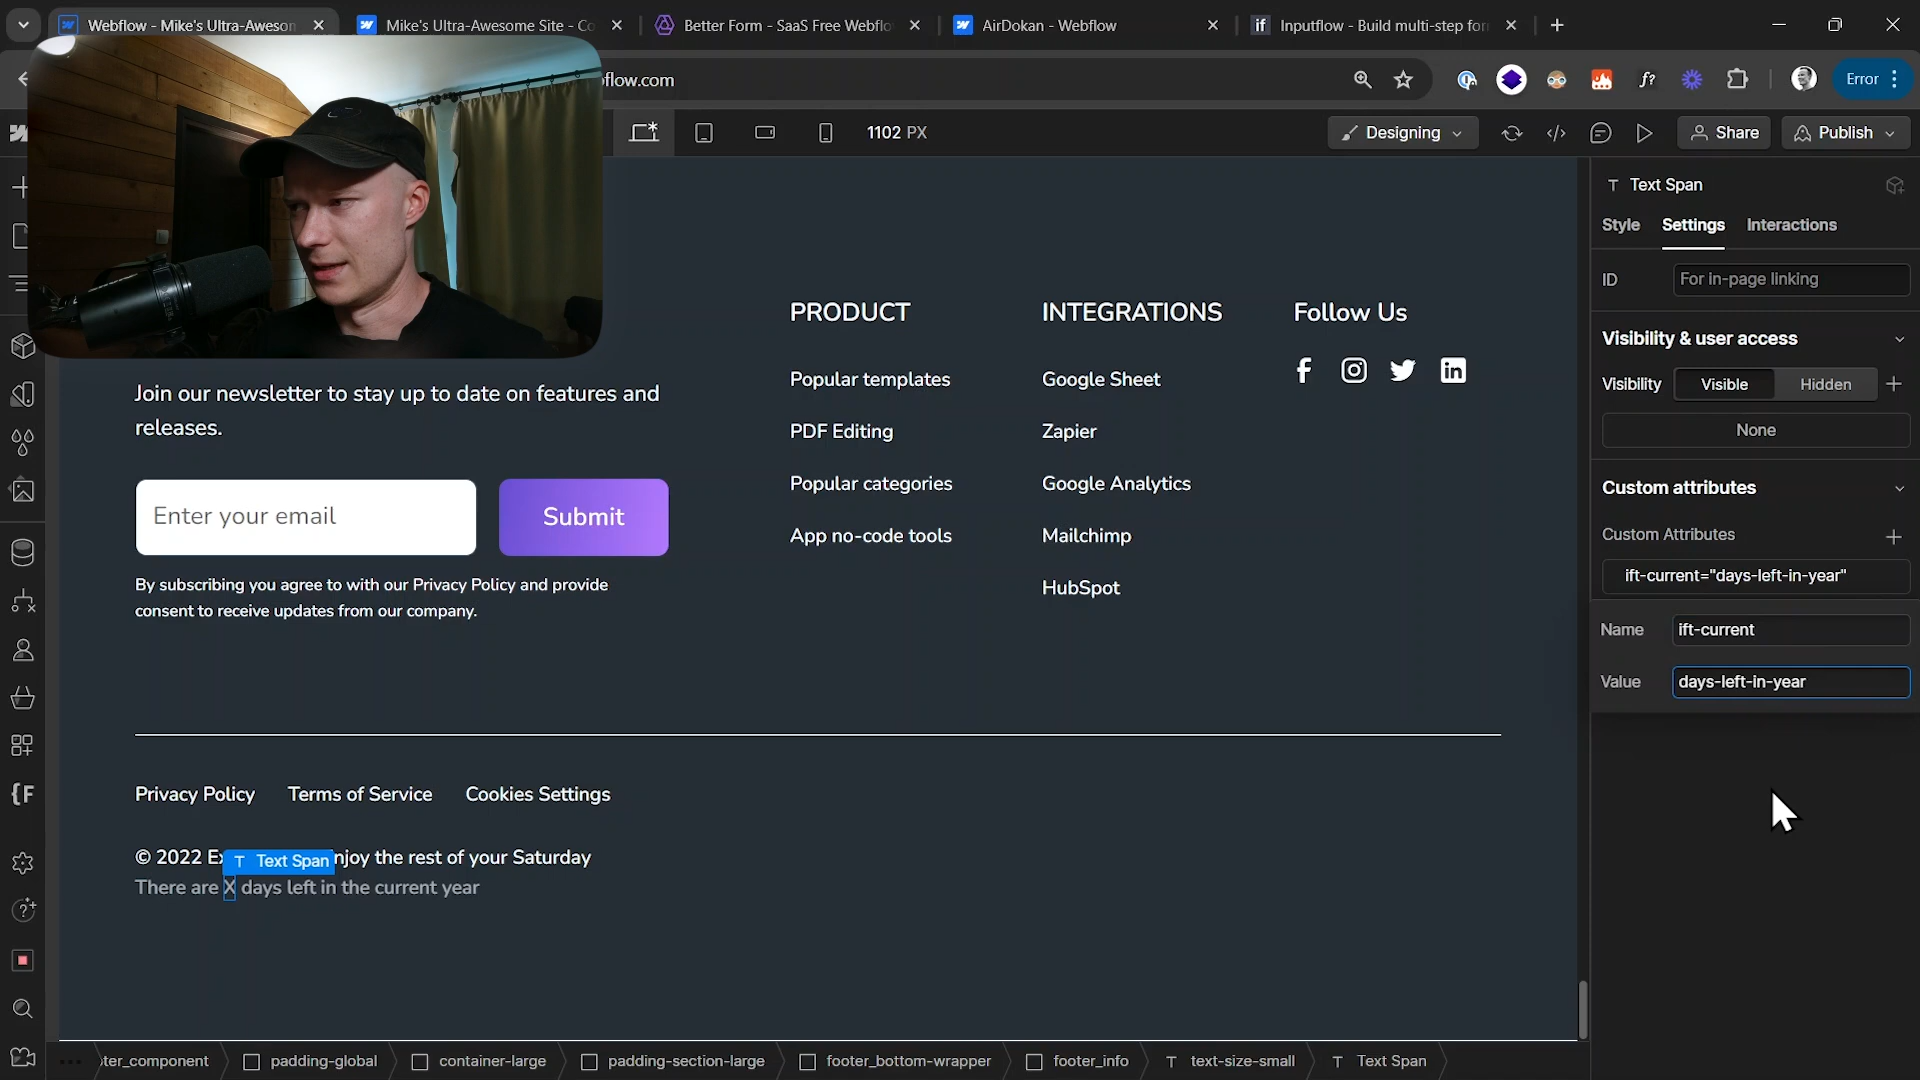 Webflow - Mike's Ultra-Aweson
Mike's Ultra-Awesome Site - Co
Better Form - SaaS Free Webflo
AirDokan - Webflow
if Inputflow - Build multi-step for
flow.com
f?
Error
1102 PX
Designing
Share
Publish
T Text Span
Style Settings Interactions
ID For in-page linking
Visibility & user access
Visibility Visible Hidden
None
Custom attributes
Custom Attributes
ift-current="days-left-in-year"
Name ift-current
Value days-left-in-year
PRODUCT
Popular templates
PDF Editing
Popular categories
App no-code tools
INTEGRATIONS
Google Sheet
Zapier
Google Analytics
Mailchimp
HubSpot
Follow Us
Join our newsletter to stay up to date on features and
releases.
Enter your email
Submit
By subscribing you agree to with our Privacy Policy and provide
consent to receive updates from our company.
Privacy Policy Terms of Service Cookies Settings
© 2022 Ex
T Text Span
njoy the rest of your Saturday
There are X days left in the current year
{F
ter_component padding-global container-large padding-section-large footer_bottom-wrapper footer_info T text-size-small T Text Span